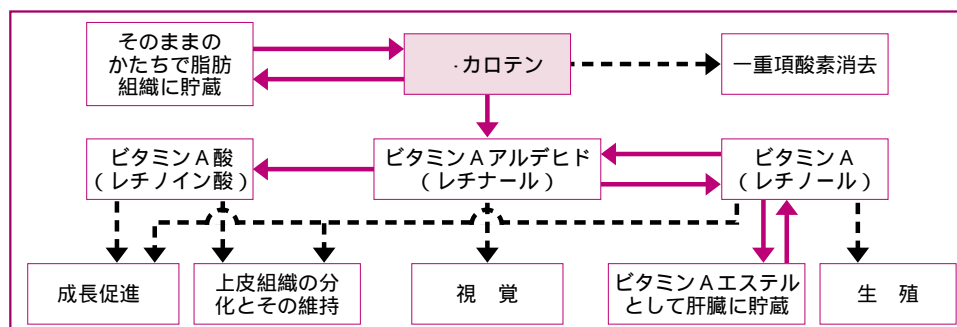 そのままの
かたちで脂肪
組織に貯蔵
･カロテン
一重項酸素消去
ビタミンA酸
（レチノイン酸）
ビタミンAアルデヒド
（レチナール）
ビタミンA
（レチノール）
成長促進
上皮組織の分
化とその維持
視　覚
ビタミンAエステル
として肝臓に貯蔵
生　殖